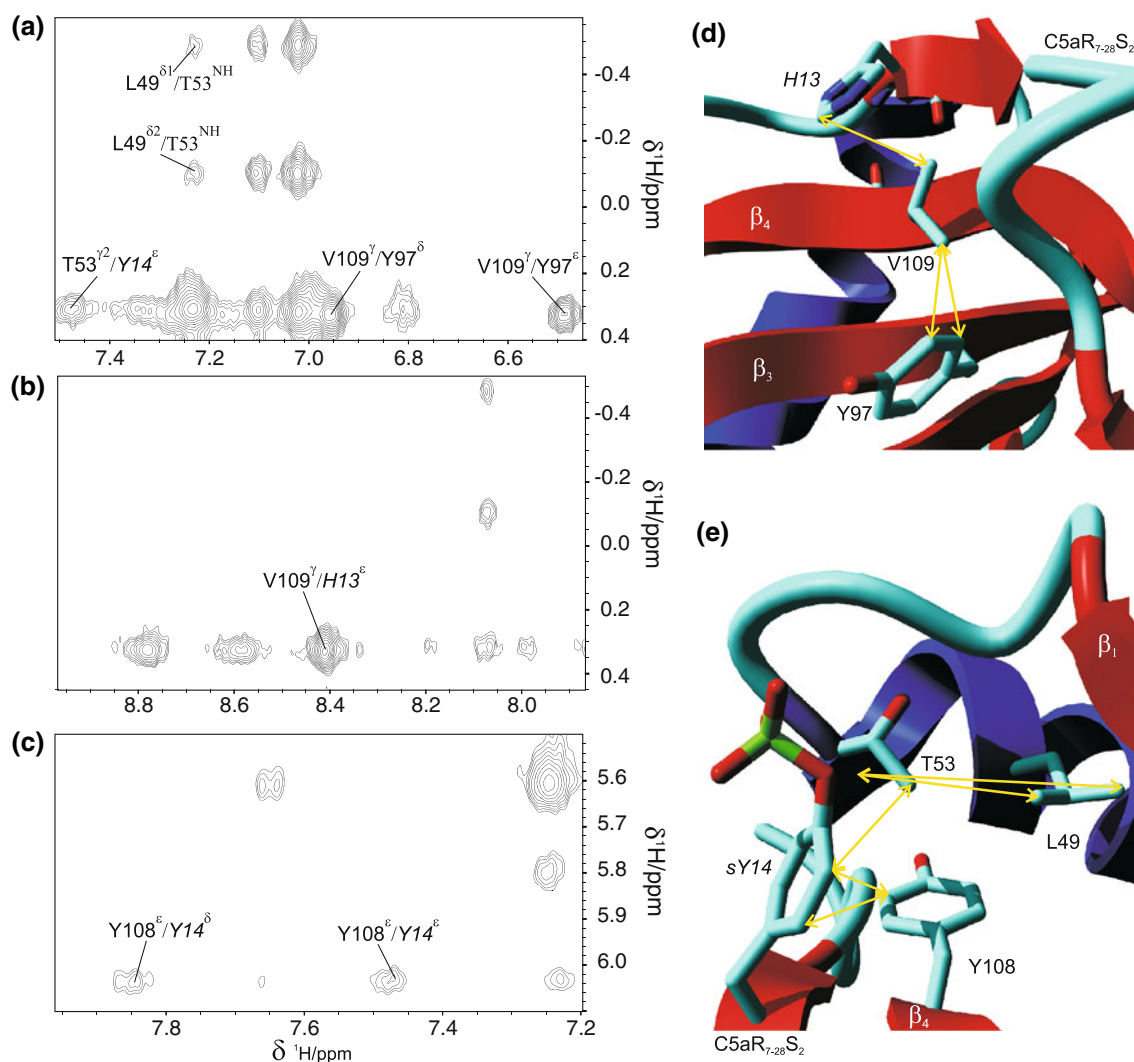 (a)
L49δ1/T53NH
L49δ2/T53NH
T53γ2/Y14ε
V109γ/Y97δ
V109γ/Y97ε
-0.4
-0.2
0.0
0.2
0.4
δ1H/ppm
7.4 7.2 7.0 6.8 6.6
(b)
V109γ/H13ε
-0.4
-0.2
0.0
0.2
0.4
δ1H/ppm
8.8 8.6 8.4 8.2 8.0
(c)
Y108ε/Y14δ
Y108ε/Y14ε
5.6
5.7
5.8
5.9
6.0
δ1H/ppm
7.8 7.6 7.4 7.2
δ 1H/ppm
(d)
C5aR7-28S2
H13
β4
V109
β3
Y97
(e)
β1
T53
L49
sY14
Y108
β4
C5aR7-28S2